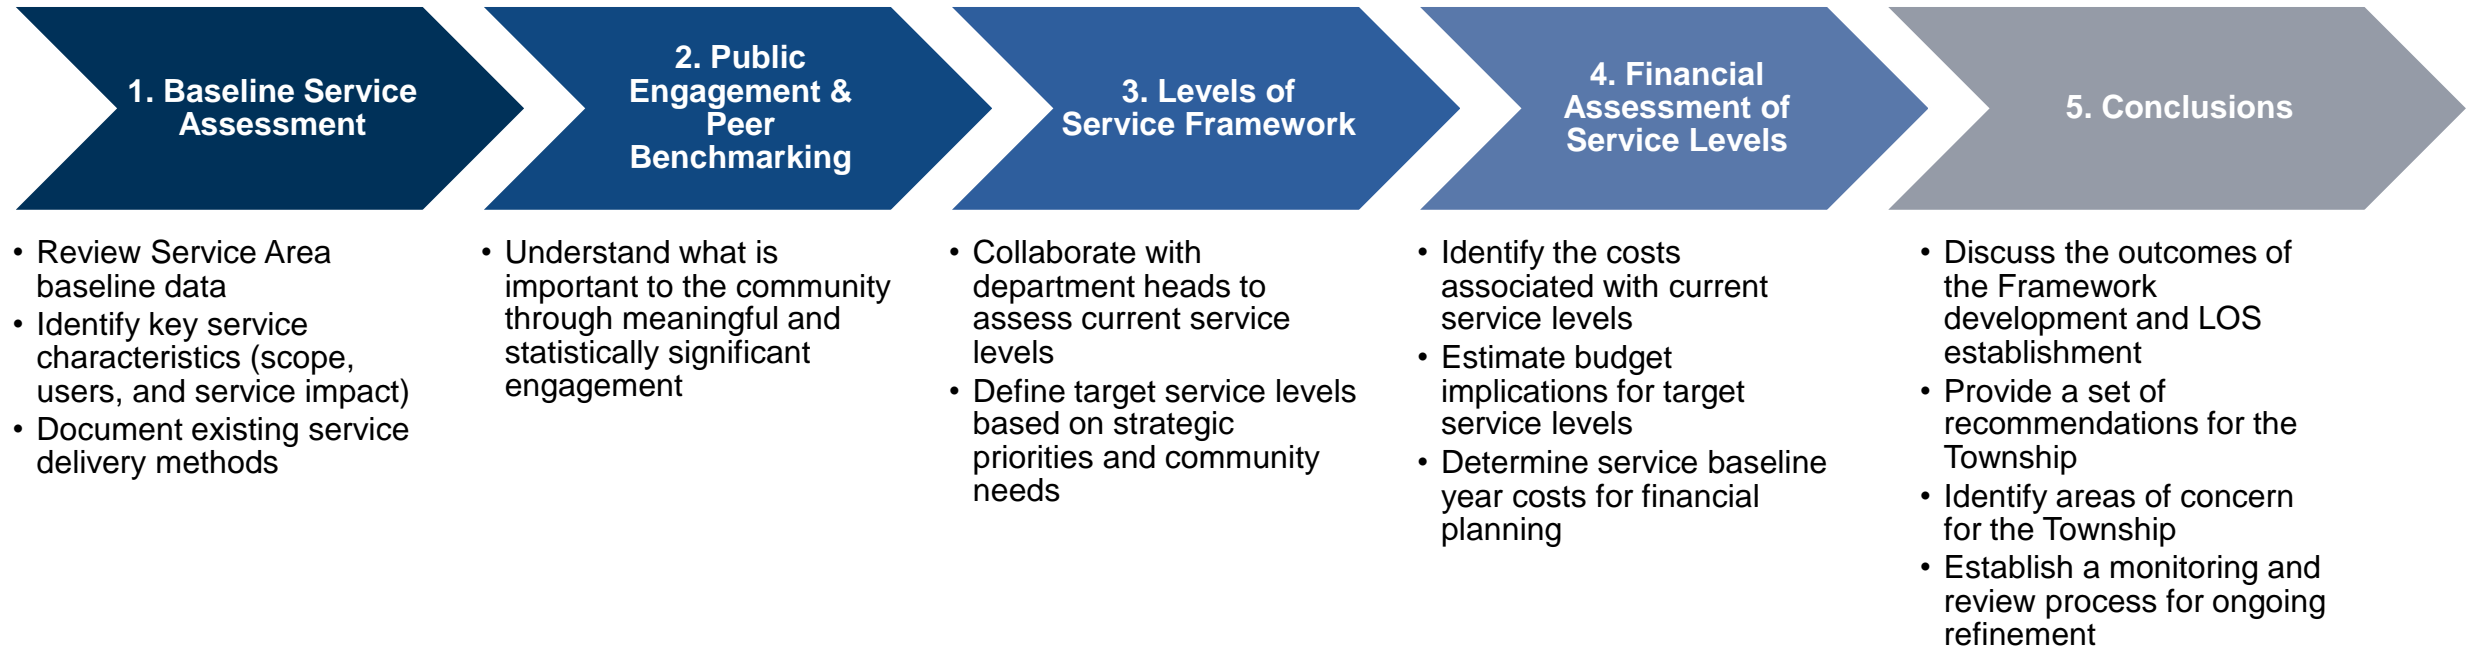 1. Baseline Service
Assessment
• Review Service Area
baseline data
• Identify key service
characteristics (scope,
users, and service impact)
• Document existing service
delivery methods
2. Public
Engagement &
Peer
Benchmarking
• Understand what is
important to the community
through meaningful and
statistically significant
engagement
3. Levels of
Service Framework
• Collaborate with
department heads to
assess current service
levels
• Define target service levels
based on strategic
priorities and community
needs
4. Financial
Assessment of
Service Levels
• Identify the costs
associated with current
service levels
• Estimate budget
implications for target
service levels
• Determine service baseline
year costs for financial
planning
5. Conclusions
• Discuss the outcomes of
the Framework
development and LOS
establishment
• Provide a set of
recommendations for the
Township
• Identify areas of concern
for the Township
• Establish a monitoring and
review process for ongoing
refinement